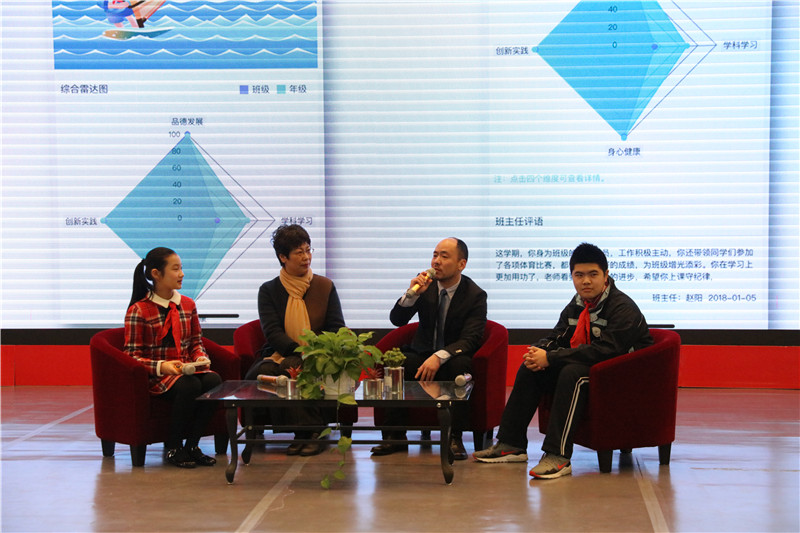 综合雷达图
班级
年级
品德发展
100
80
60
40
20
0
创新实践
学科学习
40
20
0
创新实践
学科学习
身心健康
注:点击四个维度可查看详情。
班主任评语
这学期,你身为班级
员,工作积极主动,你还带领同学们参加
了各项体育比赛,都
的成绩,为班级增光添彩。你在学习上
更加用功了,老师看
的进步,希望你上课守纪律,
班主任:赵阳 2018-01-05